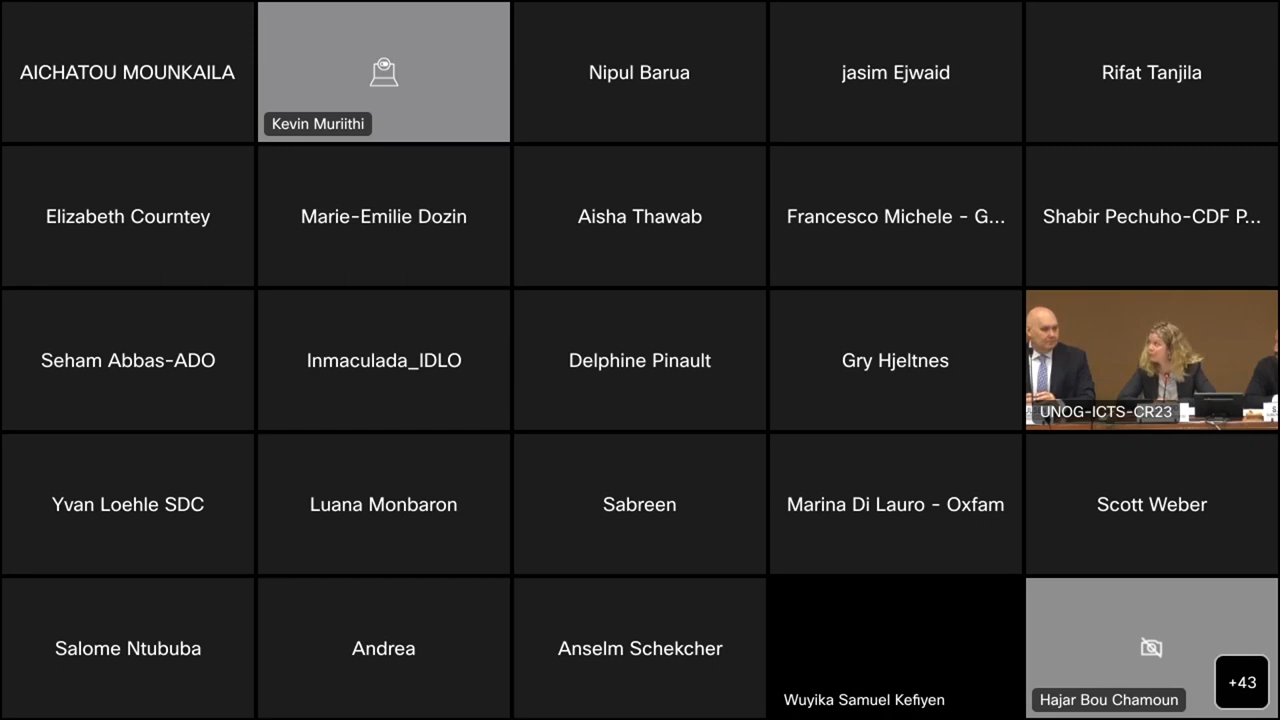 AICHATOU MOUNKAILA
Kevin Muriithi
Nipul Barua
jasim Ejwaid
Rifat Tanjila
Elizabeth Courntey
Marie-Emilie Dozin
Aisha Thawab
Francesco Michele - G...
Shabir Pechuho-CDF P...
Seham Abbas-ADO
Inmaculada_IDLO
Delphine Pinault
Gry Hjeltnes
UNOG-ICTS-CR23
Yvan Loehle SDC
Luana Monbaron
Sabreen
Marina Di Lauro - Oxfam
Scott Weber
Salome Ntububa
Andrea
Anselm Schekcher
Wuyika Samuel Kefiyen
Hajar Bou Chamoun
+43